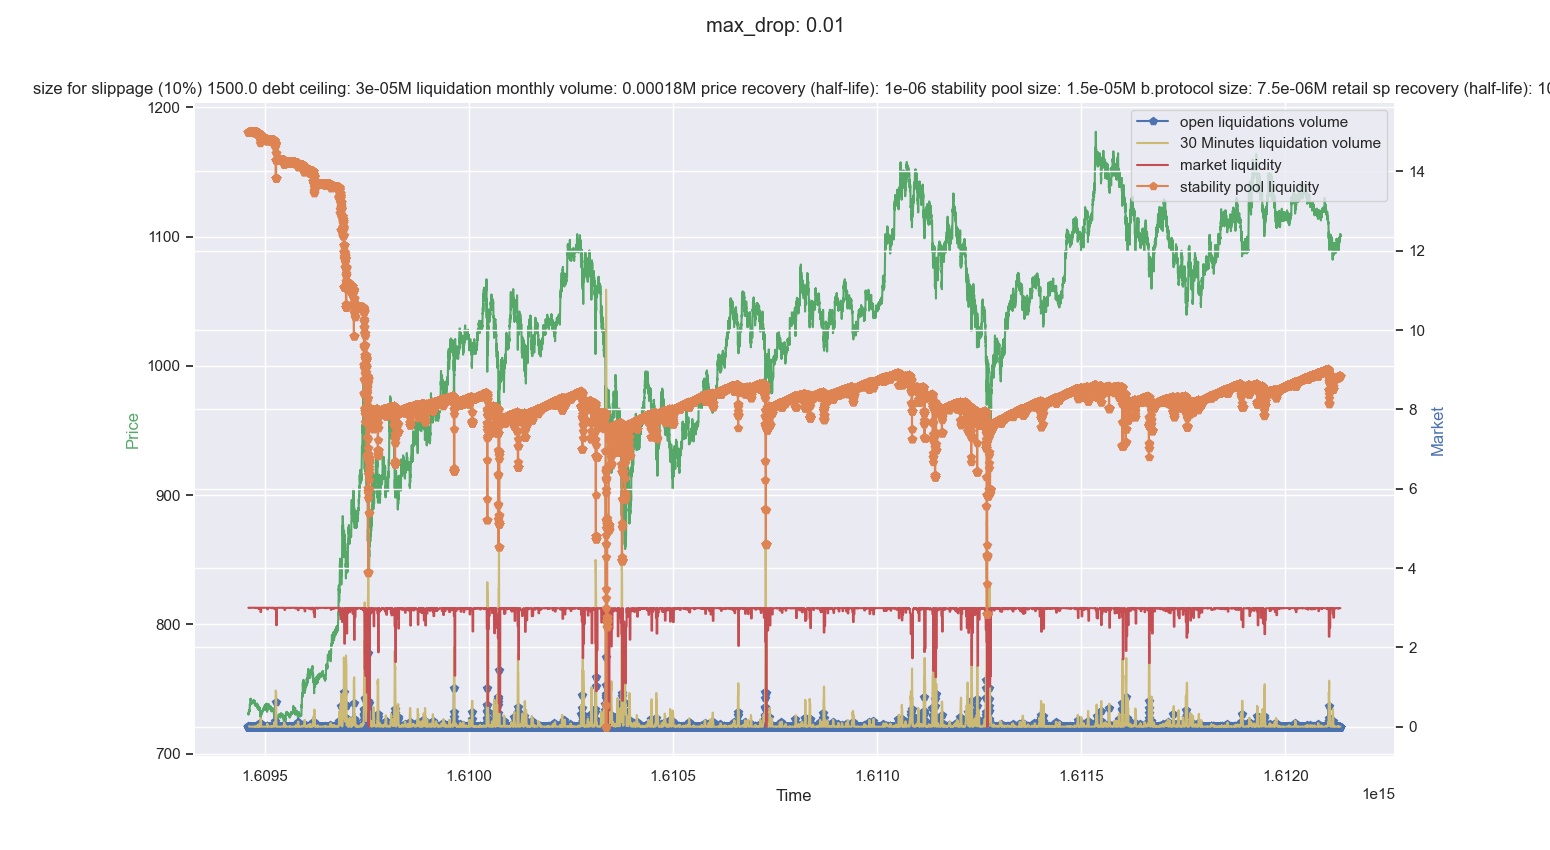 max_drop: 0.01
size for slippage (10%) 1500.0 debt ceiling: 3e-05M liquidation monthly volume: 0.00018M price recovery (half-life): 1e-06 stability pool size: 1.5e-05M b.protocol size: 7.5e-06M retail sp recovery (half-life):
open liquidations volume
30 Minutes liquidation volume
market liquidity
stability pool liquidity
1200
1100
1000
900
800
700
Price
14
12
10
8
6
4
2
0
Market
1.6095 1.6100 1.6105 1.6110 1.6115 1.6120
1e15
Time